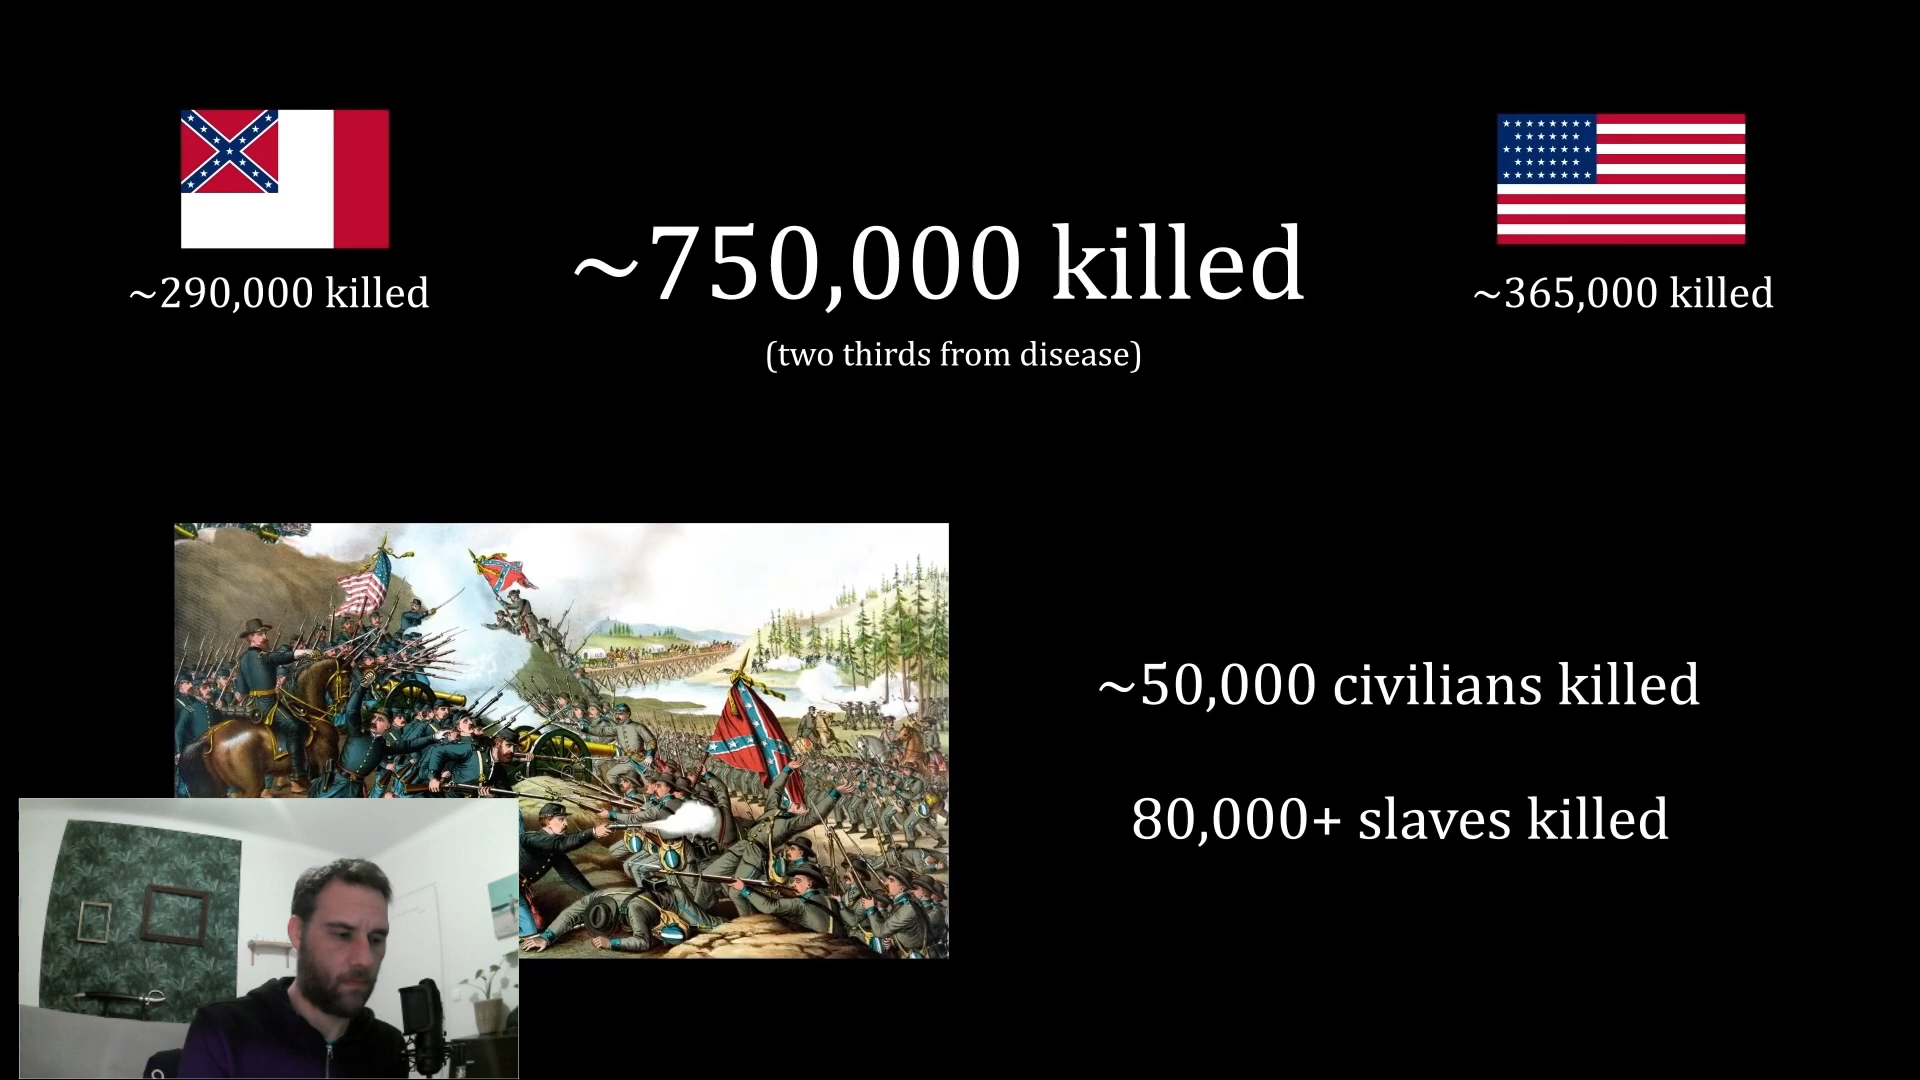 ~290,000 killed
~750,000 killed
(two thirds from disease)
~365,000 killed
~50,000 civilians killed
80,000+ slaves killed